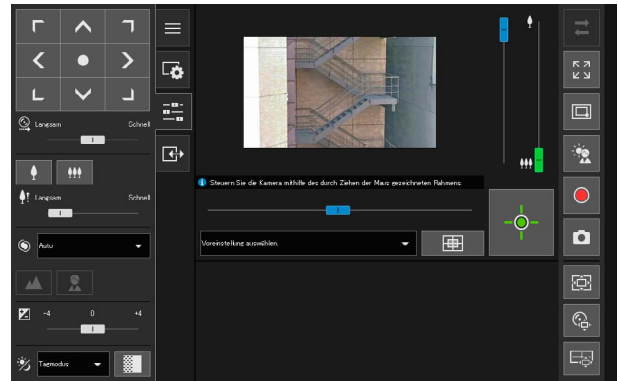 Langsam Schnell
Langsam Schnell
Auto
-4 0 +4
Tagmodus
Steuern Sie die Kamera mithilfe des durch Ziehen der Maus gezeichneten Rahmens.
Voreinstellung auswählen.